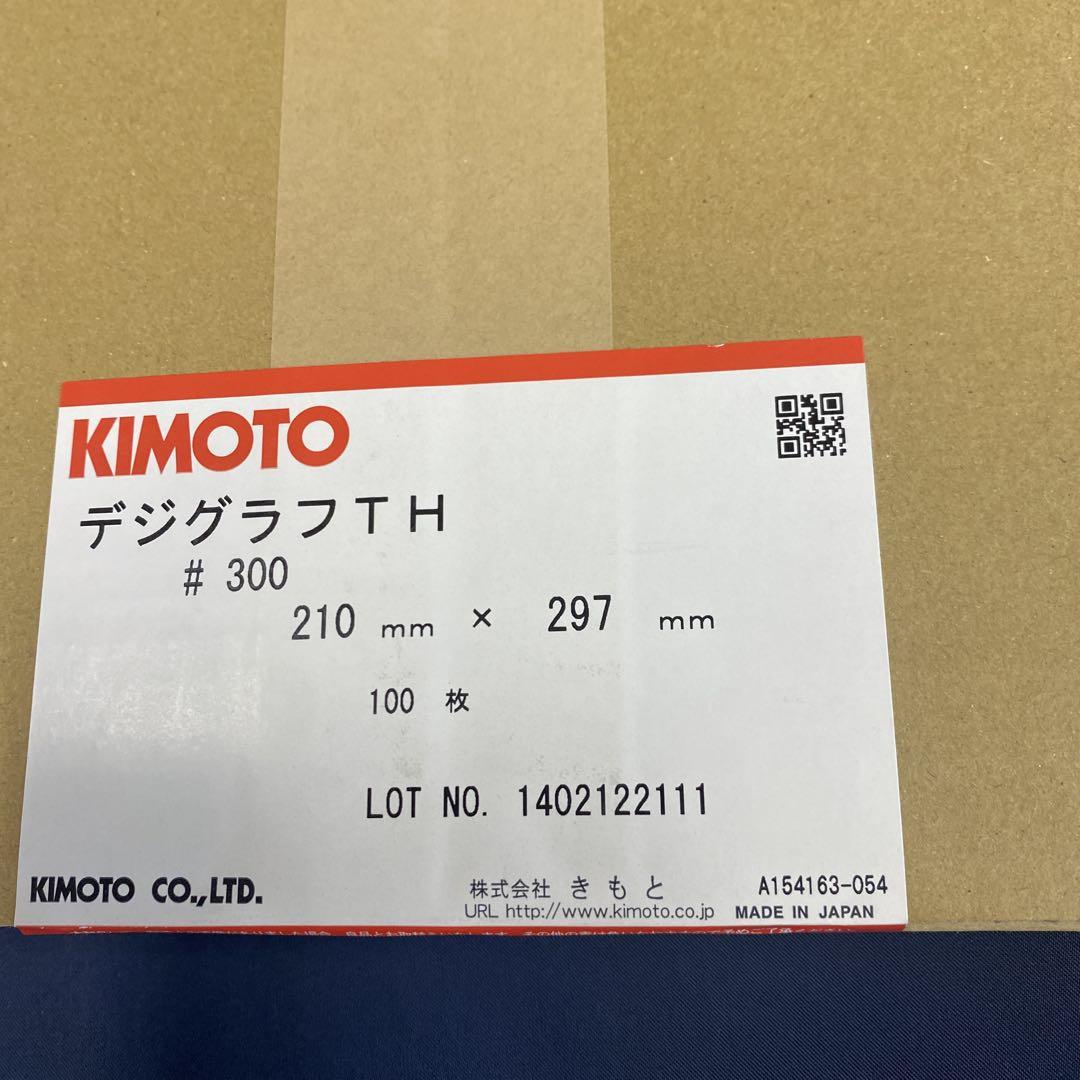 KIMOTO
デジグラフＴＨ
# 300
210 mm × 297 mm
100 枚
LOT NO. 1402122111
KIMOTO CO.,LTD.
株式会社 きもと
A154163-054
URL http://www.kimoto.co.jp
MADE IN JAPAN